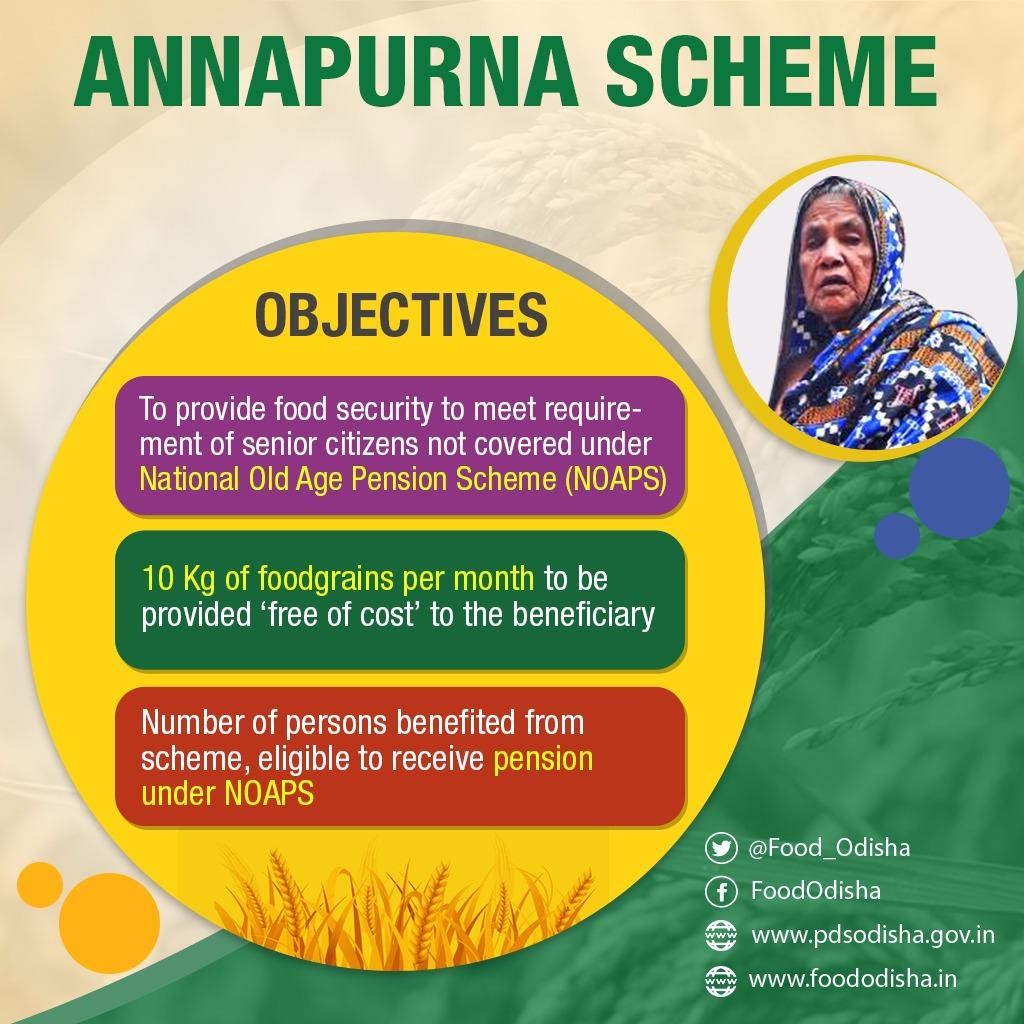 ANNAPURNA SCHEME
OBJECTIVES
To provide food security to meet require-
ment of senior citizens not covered under
National Old Age Pension Scheme (NOAPS)
10 Kg of foodgrains per month to be
provided ‘free of cost’ to the beneficiary
Number of persons benefited from
scheme, eligible to receive pension
under NOAPS
@Food_Odisha
FoodOdisha
www www.pdsodisha.gov.in
www www.foododisha.in